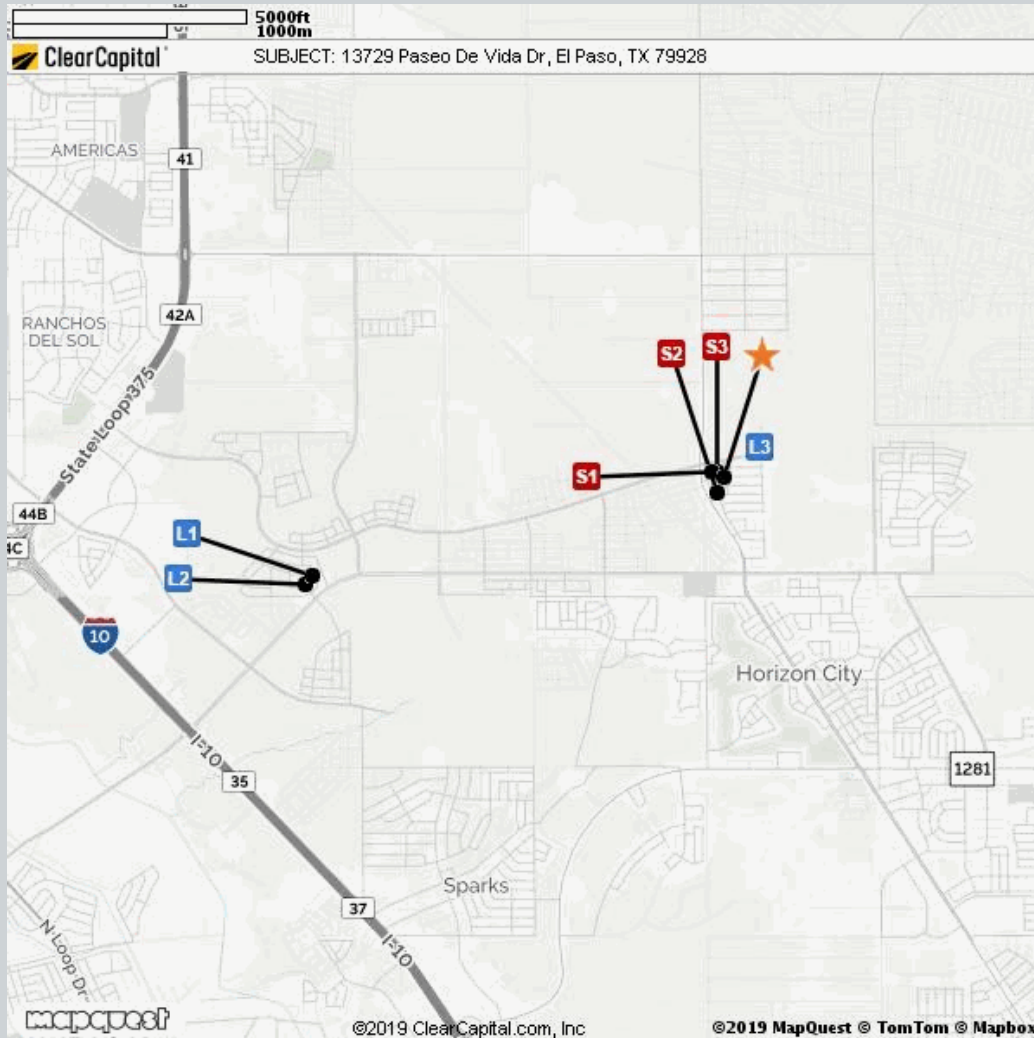 5000ft
1000m
ClearCapital
SUBJECT: 13729 Paseo De Vida Dr, El Paso, TX 79928
AMERICAS
41
42A
RANCHOS
DEL SOL
State Loop 375
S2
S3
L3
S1
44B
4C
L1
L2
10
Horizon City
I-10
35
1281
Sparks
37
I-10
N Loop Dr
mapquest
©2019 ClearCapital.com, Inc
©2019 MapQuest © TomTom © Mapbox